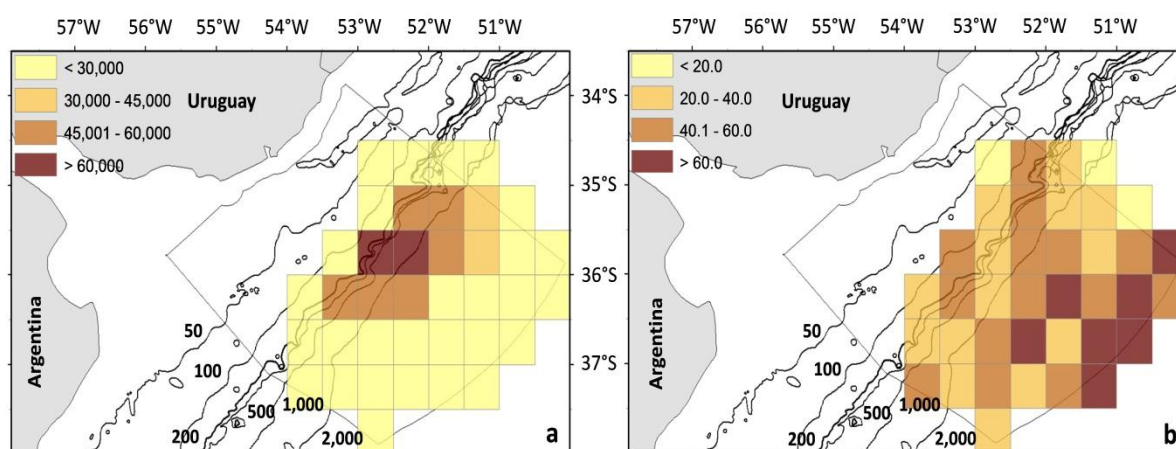 57°W 56°W 55°W 54°W 53°W 52°W 51°W
< 30,000
30,000 - 45,000
45,001 - 60,000
> 60,000
Uruguay
Argentina
50
100
200
500
1,000
2,000
a
57°W 56°W 55°W 54°W 53°W 52°W 51°W
34°S
35°S
36°S
37°S
< 20.0
20.0 - 40.0
40.1 - 60.0
> 60.0
Uruguay
Argentina
50
100
200
500
1,000
2,000
b